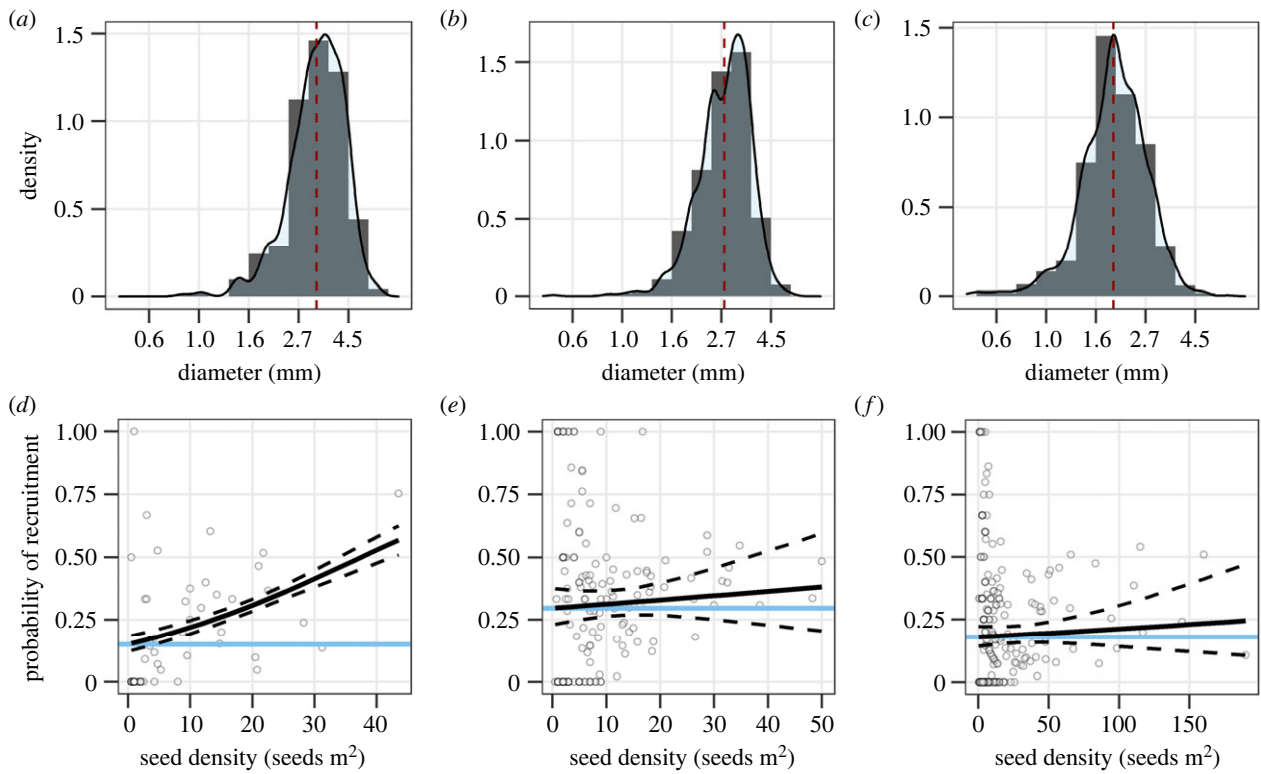 (a) (b) (c)
density
1.5
1.0
0.5
0
0.6 1.0 1.6 2.7 4.5
diameter (mm)
1.5
1.0
0.5
0
0.6 1.0 1.6 2.7 4.5
diameter (mm)
1.5
1.0
0.5
0
0.6 1.0 1.6 2.7 4.5
diameter (mm)
(d) (e) (f)
probability of recruitment
1.00
0.75
0.50
0.25
0
0 10 20 30 40
seed density (seeds m²)
1.00
0.75
0.50
0.25
0
0 10 20 30 40 50
seed density (seeds m²)
1.00
0.75
0.50
0.25
0
0 50 100 150
seed density (seeds m²)